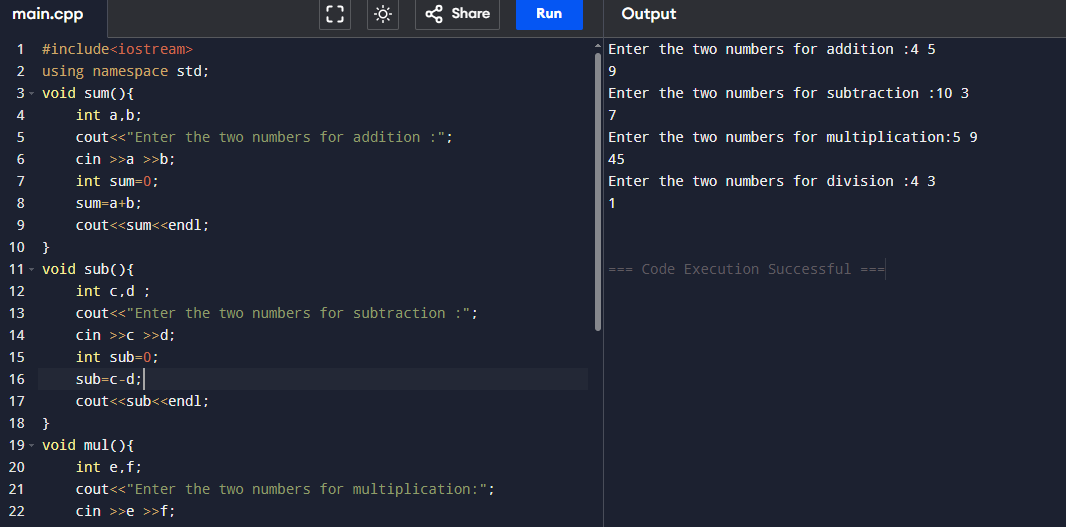 main.cpp
Share
Run
Output
1 #include<iostream>
2 using namespace std;
3 void sum(){
4 int a,b;
5 cout<<"Enter the two numbers for addition :";
6 cin >>a >>b;
7 int sum=0;
8 sum=a+b;
9 cout<<sum<<endl;
10 }
11 void sub(){
12 int c,d ;
13 cout<<"Enter the two numbers for subtraction :";
14 cin >>c >>d;
15 int sub=0;
16 sub=c-d;
17 cout<<sub<<endl;
18 }
19 void mul(){
20 int e,f;
21 cout<<"Enter the two numbers for multiplication:";
22 cin >>e >>f;
Enter the two numbers for addition :4 5
9
Enter the two numbers for subtraction :10 3
7
Enter the two numbers for multiplication:5 9
45
Enter the two numbers for division :4 3
1
=== Code Execution Successful ===